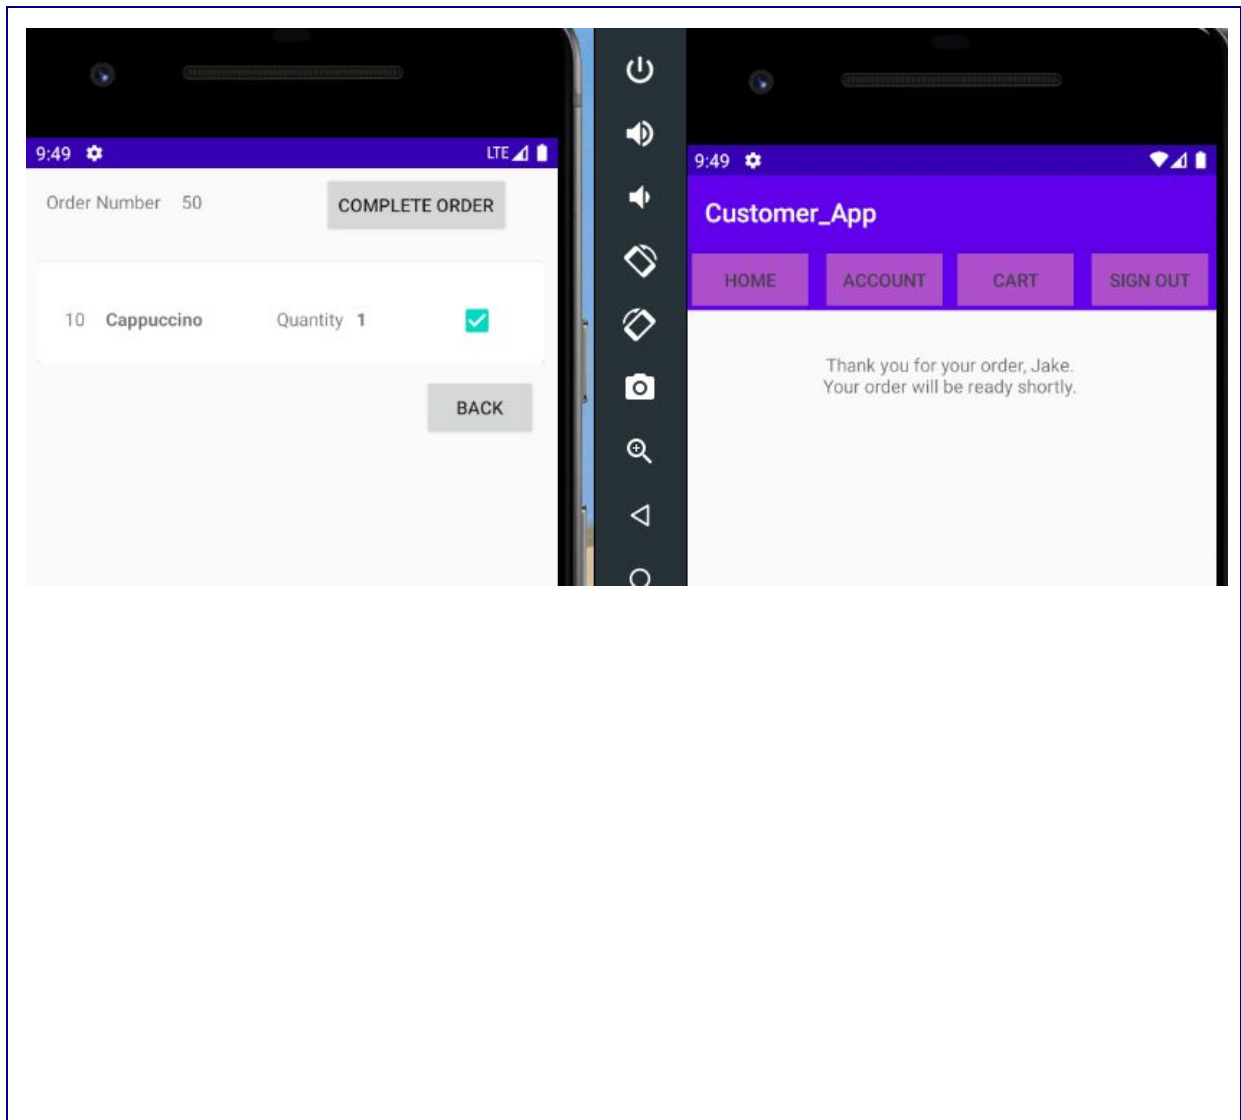 9:49 LTE
Order Number 50 COMPLETE ORDER
10 Cappuccino Quantity 1
BACK
9:49
Customer_App
HOME ACCOUNT CART SIGN OUT
Thank you for your order, Jake.
Your order will be ready shortly.